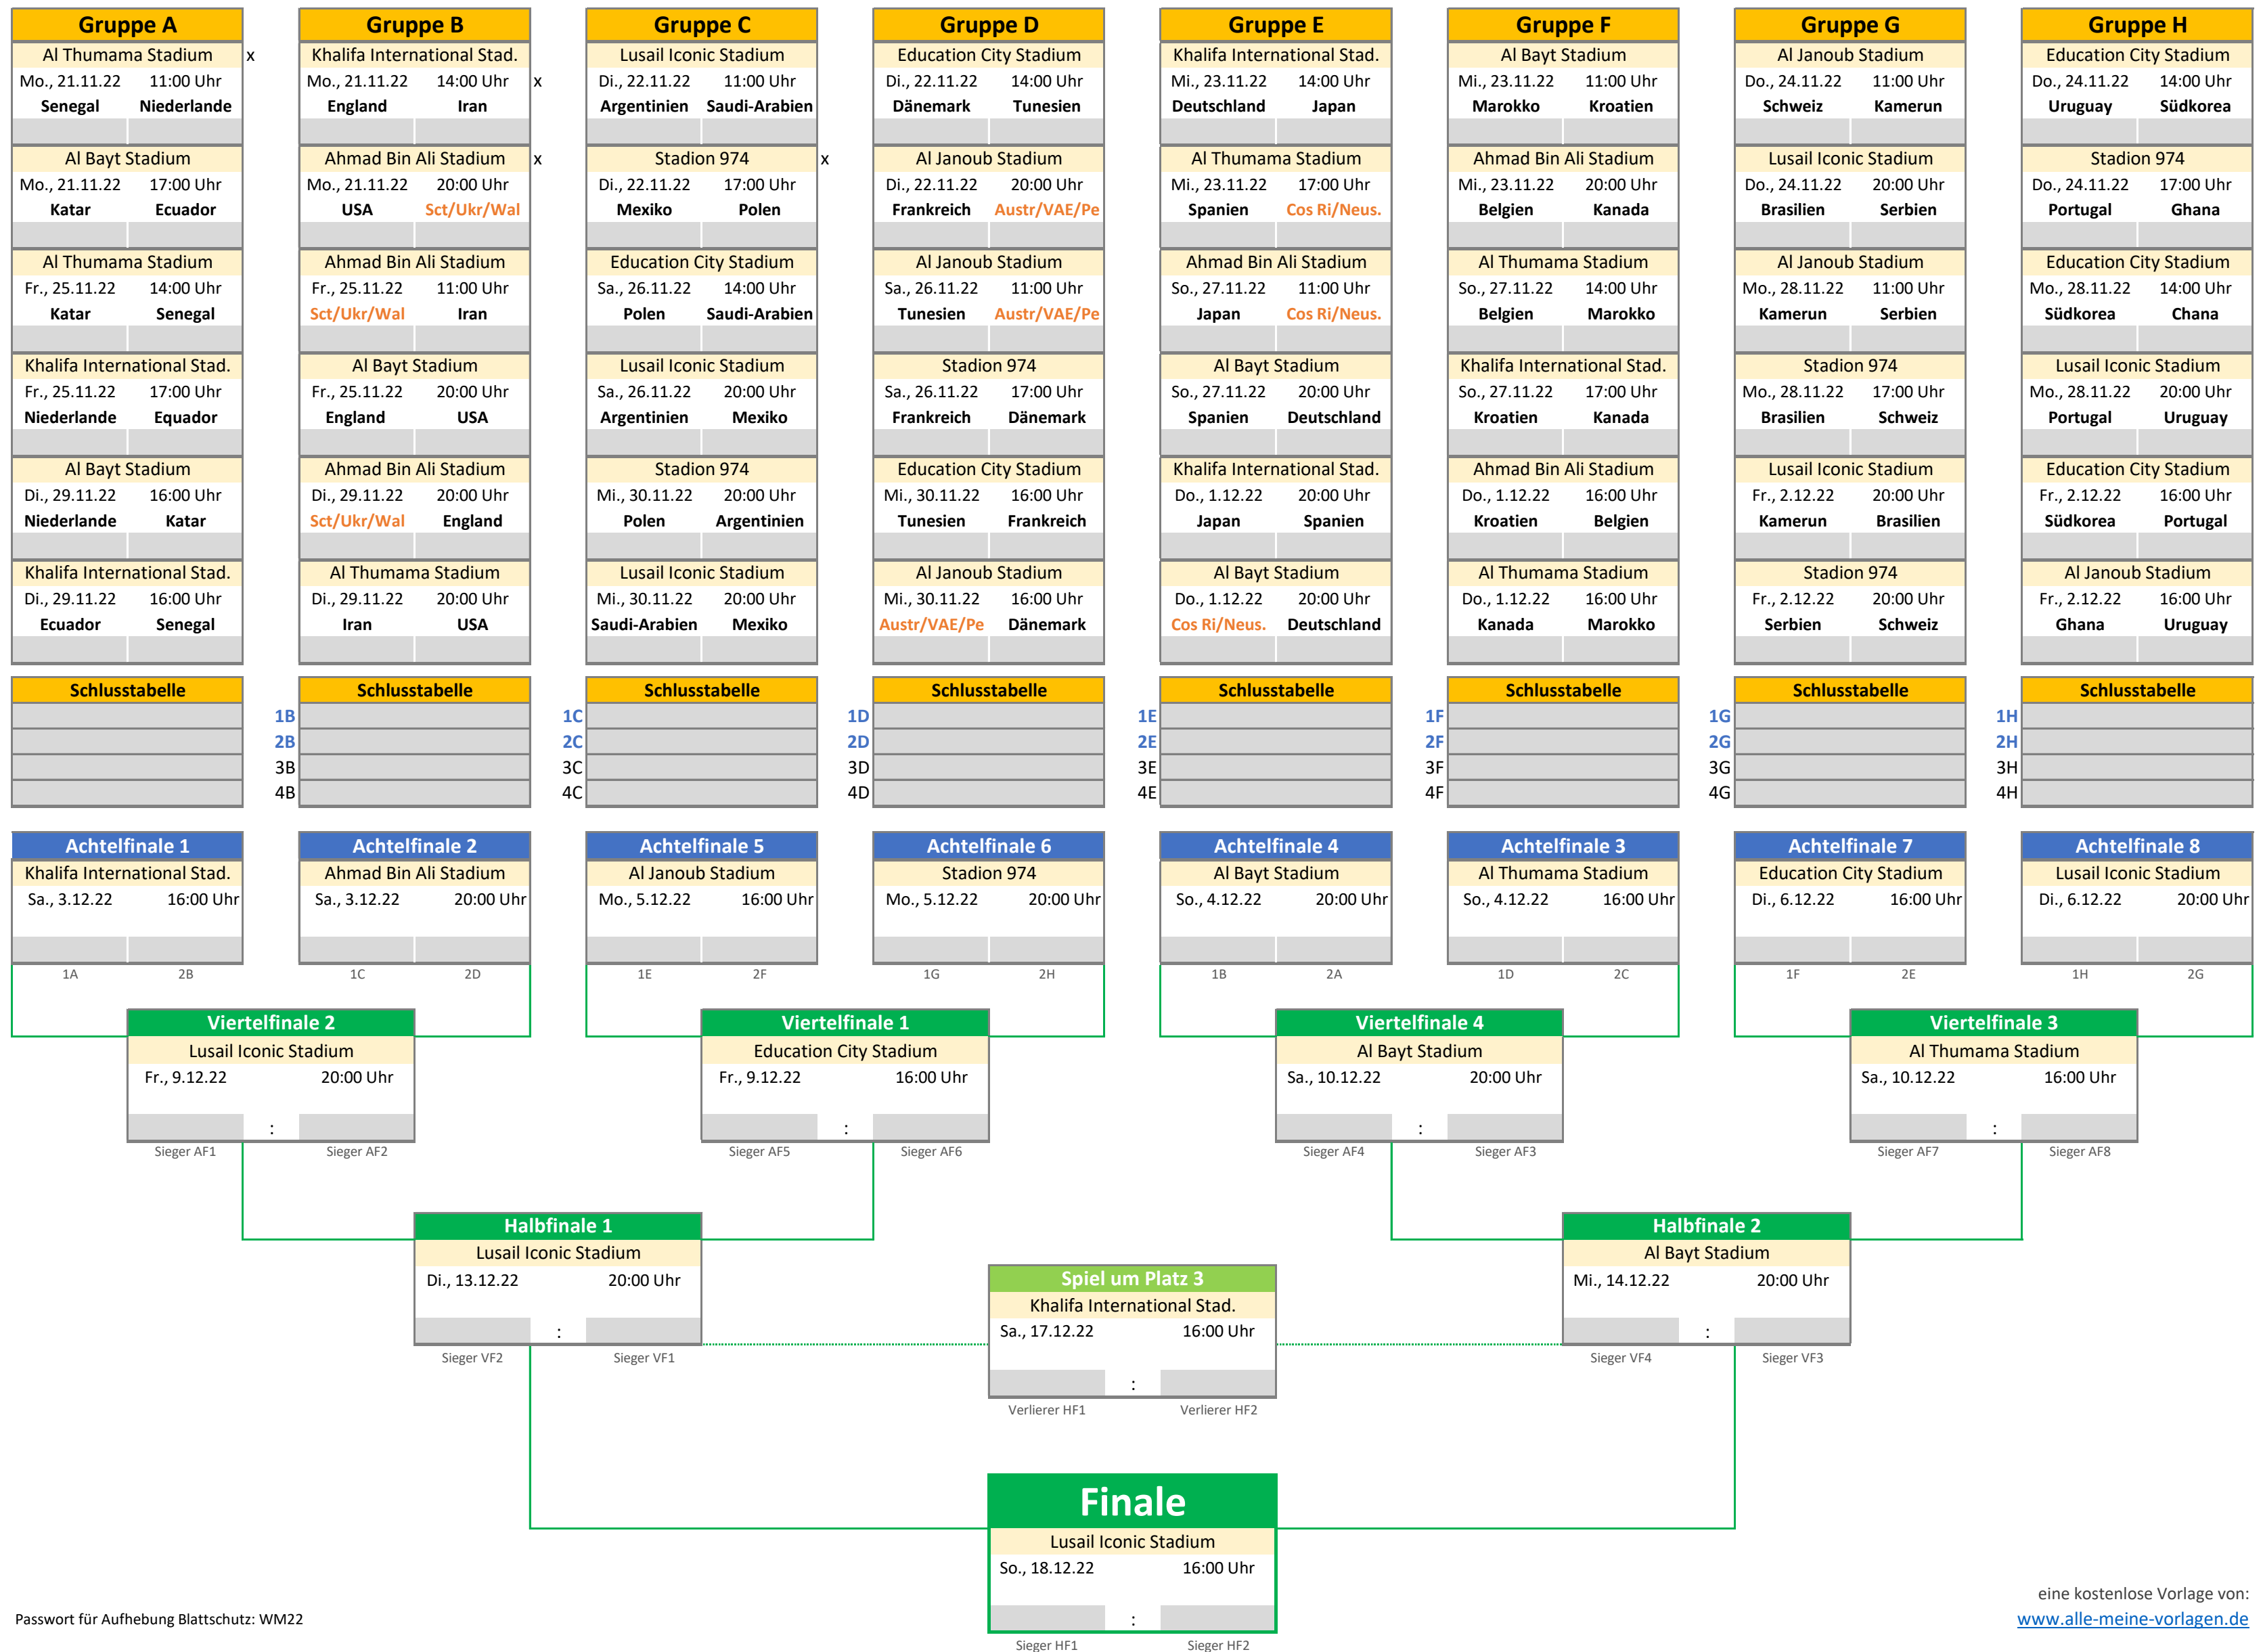 Gruppe A Gruppe B Gruppe C Gruppe D Gruppe E Gruppe F Gruppe G Gruppe H
Al Thumama Stadium x Khalifa International Stad. Lusail Iconic Stadium Education City Stadium Khalifa International Stad. Al Bayt Stadium Al Janoub Stadium Education City Stadium
Mo., 21.11.22 11:00 Uhr Mo., 21.11.22 14:00 Uhr x Di., 22.11.22 11:00 Uhr Di., 22.11.22 14:00 Uhr Mi., 23.11.22 14:00 Uhr Mi., 23.11.22 11:00 Uhr Do., 24.11.22 11:00 Uhr Do., 24.11.22 14:00 Uhr
Senegal Niederlande England Iran Argentinien Saudi-Arabien Dänemark Tunesien Deutschland Japan Marokko Kroatien Schweiz Kamerun Uruguay Südkorea
Al Bayt Stadium Ahmad Bin Ali Stadium x Stadion 974 x Al Janoub Stadium Al Thumama Stadium Ahmad Bin Ali Stadium Lusail Iconic Stadium Stadion 974
Mo., 21.11.22 17:00 Uhr Mo., 21.11.22 20:00 Uhr Di., 22.11.22 17:00 Uhr Di., 22.11.22 20:00 Uhr Mi., 23.11.22 17:00 Uhr Mi., 23.11.22 20:00 Uhr Do., 24.11.22 20:00 Uhr Do., 24.11.22 17:00 Uhr
Katar Ecuador USA Sct/Ukr/Wal Mexiko Polen Frankreich Austr/VAE/Pe Spanien Cos Ri/Neus. Belgien Kanada Brasilien Serbien Portugal Ghana
Al Thumama Stadium Ahmad Bin Ali Stadium Education City Stadium Al Janoub Stadium Ahmad Bin Ali Stadium Al Thumama Stadium Al Janoub Stadium Education City Stadium
Fr., 25.11.22 14:00 Uhr Fr., 25.11.22 11:00 Uhr Sa., 26.11.22 14:00 Uhr Sa., 26.11.22 11:00 Uhr So., 27.11.22 11:00 Uhr So., 27.11.22 14:00 Uhr Mo., 28.11.22 11:00 Uhr Mo., 28.11.22 14:00 Uhr
Katar Senegal Sct/Ukr/Wal Iran Polen Saudi-Arabien Tunesien Austr/VAE/Pe Japan Cos Ri/Neus. Belgien Marokko Kamerun Serbien Südkorea Chana
Khalifa International Stad. Al Bayt Stadium Lusail Iconic Stadium Stadion 974 Al Bayt Stadium Khalifa International Stad. Stadion 974 Lusail Iconic Stadium
Fr., 25.11.22 17:00 Uhr Fr., 25.11.22 20:00 Uhr Sa., 26.11.22 20:00 Uhr Sa., 26.11.22 17:00 Uhr So., 27.11.22 20:00 Uhr So., 27.11.22 17:00 Uhr Mo., 28.11.22 17:00 Uhr Mo., 28.11.22 20:00 Uhr
Niederlande Equador England USA Argentinien Mexiko Frankreich Dänemark Spanien Deutschland Kroatien Kanada Brasilien Schweiz Portugal Uruguay
Al Bayt Stadium Ahmad Bin Ali Stadium Stadion 974 Education City Stadium Khalifa International Stad. Ahmad Bin Ali Stadium Lusail Iconic Stadium Education City Stadium
Di., 29.11.22 16:00 Uhr Di., 29.11.22 20:00 Uhr Mi., 30.11.22 20:00 Uhr Mi., 30.11.22 16:00 Uhr Do., 1.12.22 20:00 Uhr Do., 1.12.22 16:00 Uhr Fr., 2.12.22 20:00 Uhr Fr., 2.12.22 16:00 Uhr
Niederlande Katar Sct/Ukr/Wal England Polen Argentinien Tunesien Frankreich Japan Spanien Kroatien Belgien Kamerun Brasilien Südkorea Portugal
Khalifa International Stad. Al Thumama Stadium Lusail Iconic Stadium Al Janoub Stadium Al Bayt Stadium Al Thumama Stadium Stadion 974 Al Janoub Stadium
Di., 29.11.22 16:00 Uhr Di., 29.11.22 20:00 Uhr Mi., 30.11.22 20:00 Uhr Mi., 30.11.22 16:00 Uhr Do., 1.12.22 20:00 Uhr Do., 1.12.22 16:00 Uhr Fr., 2.12.22 20:00 Uhr Fr., 2.12.22 16:00 Uhr
Ecuador Senegal Iran USA Saudi-Arabien Mexiko Austr/VAE/Pe Dänemark Cos Ri/Neus. Deutschland Kanada Marokko Serbien Schweiz Ghana Uruguay
Schlusstabelle Schlusstabelle Schlusstabelle Schlusstabelle Schlusstabelle Schlusstabelle Schlusstabelle Schlusstabelle
1B 1C 1D 1E 1F 1G 1H
2B 2C 2D 2E 2F 2G 2H
3B 3C 3D 3E 3F 3G 3H
4B 4C 4D 4E 4F 4G 4H
Achtelfinale 1 Achtelfinale 2 Achtelfinale 5 Achtelfinale 6 Achtelfinale 4 Achtelfinale 3 Achtelfinale 7 Achtelfinale 8
Khalifa International Stad. Ahmad Bin Ali Stadium Al Janoub Stadium Stadion 974 Al Bayt Stadium Al Thumama Stadium Education City Stadium Lusail Iconic Stadium
Sa., 3.12.22 16:00 Uhr Sa., 3.12.22 20:00 Uhr Mo., 5.12.22 16:00 Uhr Mo., 5.12.22 20:00 Uhr So., 4.12.22 20:00 Uhr So., 4.12.22 16:00 Uhr Di., 6.12.22 16:00 Uhr Di., 6.12.22 20:00 Uhr
1A 2B 1C 2D 1E 2F 1G 2H 1B 2A 1D 2C 1F 2E 1H 2G
Viertelfinale 2 Viertelfinale 1 Viertelfinale 4 Viertelfinale 3
Lusail Iconic Stadium Education City Stadium Al Bayt Stadium Al Thumama Stadium
Fr., 9.12.22 20:00 Uhr Fr., 9.12.22 16:00 Uhr Sa., 10.12.22 20:00 Uhr Sa., 10.12.22 16:00 Uhr
: : : :
Sieger AF1 Sieger AF2 Sieger AF5 Sieger AF6 Sieger AF4 Sieger AF3 Sieger AF7 Sieger AF8
Halbfinale 1 Halbfinale 2
Lusail Iconic Stadium Al Bayt Stadium
Di., 13.12.22 20:00 Uhr Mi., 14.12.22 20:00 Uhr
: :
Sieger VF2 Sieger VF1 Sieger VF4 Sieger VF3
Spiel um Platz 3
Khalifa International Stad.
Sa., 17.12.22 16:00 Uhr
:
Verlierer HF1 Verlierer HF2
Finale
Lusail Iconic Stadium
So., 18.12.22 16:00 Uhr
:
Sieger HF1 Sieger HF2
Passwort für Aufhebung Blattschutz: WM22
eine kostenlose Vorlage von:
www.alle-meine-vorlagen.de